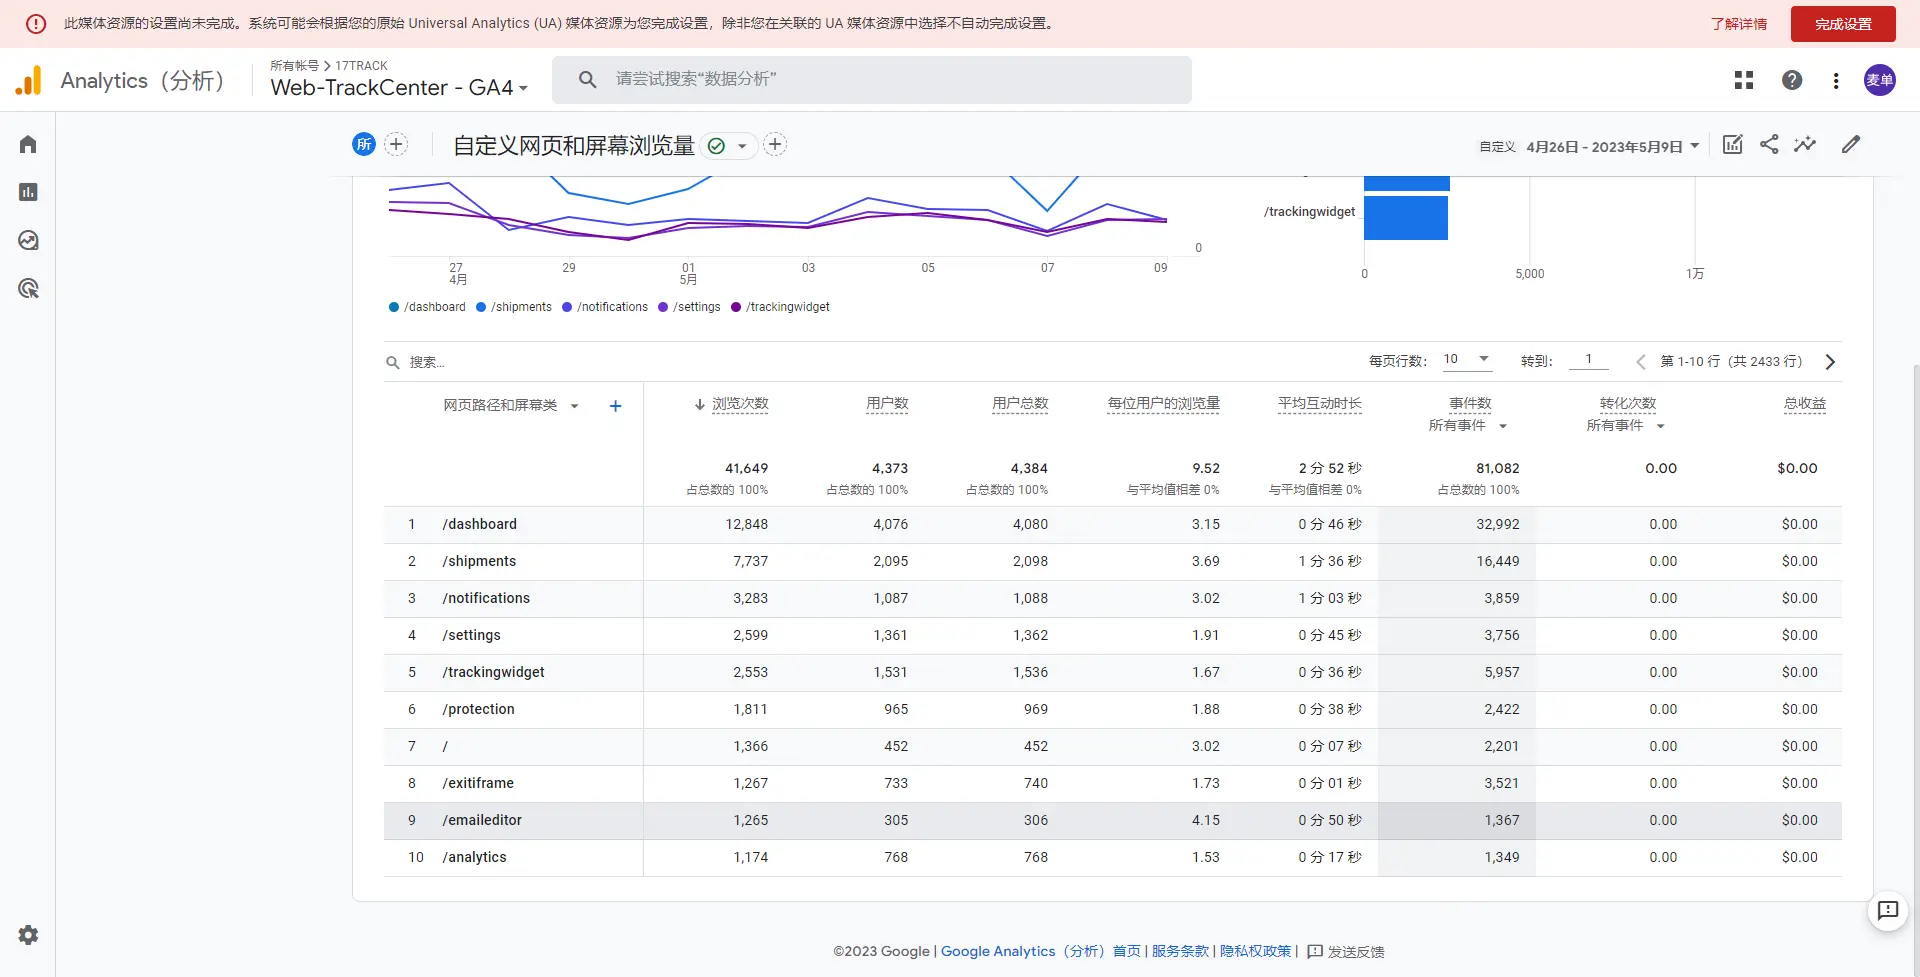 此媒体资源的设置尚未完成。系统可能会根据您的原始 Universal Analytics (UA) 媒体资源为您完成设置，除非您在关联的 UA 媒体资源中选择不自动完成设置。
了解详情
完成设置
Analytics（分析）
所有帐号 > 17TRACK
Web-TrackCenter - GA4
请尝试搜索“数据分析”
麦单
所
自定义网页和屏幕浏览量
自定义 4月26日 - 2023年5月9日
0
27 29 01 03 05 07 09
4月 5月
/dashboard /shipments /notifications /settings /trackingwidget
/trackingwidget
0 5,000 1万
搜索...
每页行数： 10 转到： 1 第 1-10 行（共 2433 行）
网页路径和屏幕类 + 浏览次数 用户数 用户总数 每位用户的浏览量 平均互动时长 事件数 转化次数 总收益
所有事件 所有事件
41,649 4,373 4,384 9.52 2 分 52 秒 81,082 0.00 $0.00
占总数的 100% 占总数的 100% 占总数的 100% 与平均值相差 0% 与平均值相差 0% 占总数的 100%
1 /dashboard 12,848 4,076 4,080 3.15 0 分 46 秒 32,992 0.00 $0.00
2 /shipments 7,737 2,095 2,098 3.69 1 分 36 秒 16,449 0.00 $0.00
3 /notifications 3,283 1,087 1,088 3.02 1 分 03 秒 3,859 0.00 $0.00
4 /settings 2,599 1,361 1,362 1.91 0 分 45 秒 3,756 0.00 $0.00
5 /trackingwidget 2,553 1,531 1,536 1.67 0 分 36 秒 5,957 0.00 $0.00
6 /protection 1,811 965 969 1.88 0 分 38 秒 2,422 0.00 $0.00
7 / 1,366 452 452 3.02 0 分 07 秒 2,201 0.00 $0.00
8 /exitiframe 1,267 733 740 1.73 0 分 01 秒 3,521 0.00 $0.00
9 /emaileditor 1,265 305 306 4.15 0 分 50 秒 1,367 0.00 $0.00
10 /analytics 1,174 768 768 1.53 0 分 17 秒 1,349 0.00 $0.00
©2023 Google | Google Analytics（分析）首页 | 服务条款 | 隐私权政策 | 发送反馈